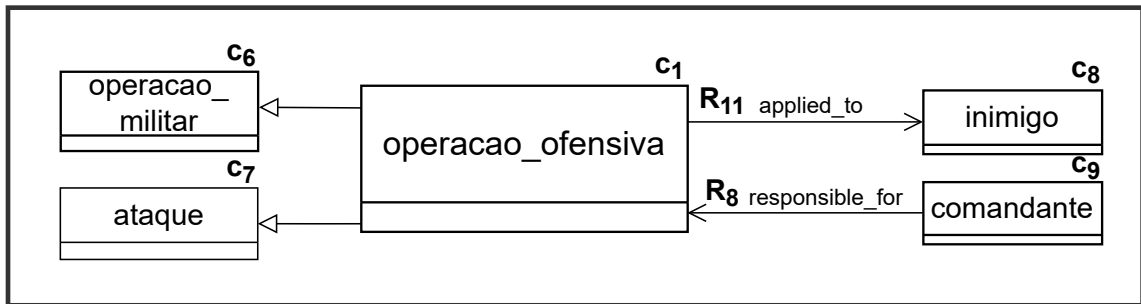 c6
operacao_
militar
c7
ataque
c1
operacao_ofensiva
R11 applied_to
R8 responsible_for
c8
inimigo
c9
comandante